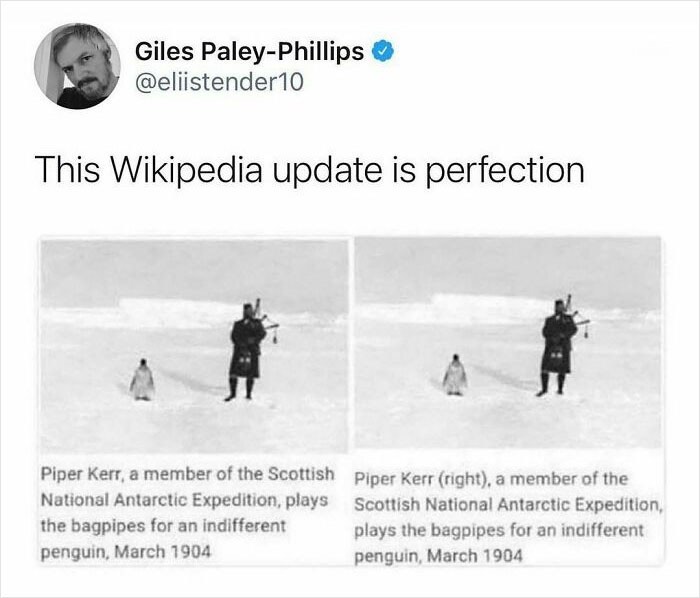 Giles Paley-Phillips
@eliistender10
This Wikipedia update is perfection
Piper Kerr, a member of the Scottish
National Antarctic Expedition, plays
the bagpipes for an indifferent
penguin, March 1904
Piper Kerr (right), a member of the
Scottish National Antarctic Expedition,
plays the bagpipes for an indifferent
penguin, March 1904